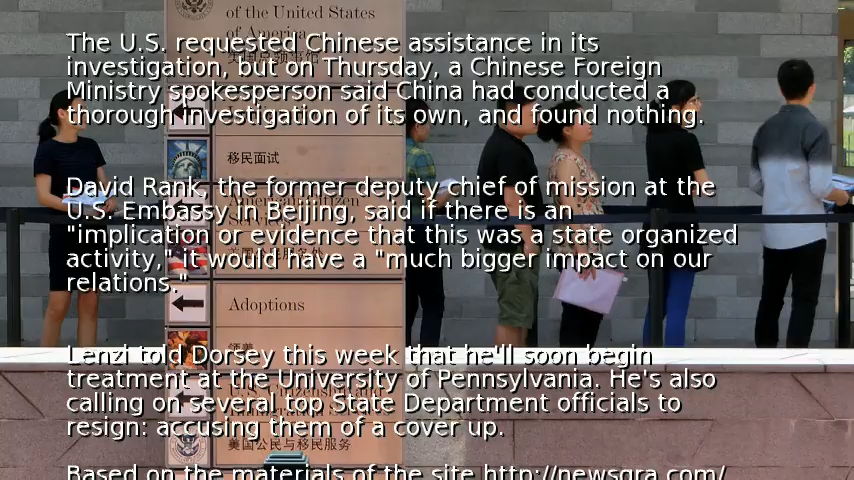 of the United States
of America
The U.S. requested Chinese assistance in its
investigation, but on Thursday, a Chinese Foreign
Ministry spokesperson said China had conducted a
thorough investigation of its own, and found nothing.
移民面试
David Rank, the former deputy chief of mission at the
U.S. Embassy in Beijing, said if there is an
"implication or evidence that this was a state organized
activity," it would have a "much bigger impact on our
relations."
Adoptions
Lenzi told Dorsey this week that he'll soon begin
treatment at the University of Pennsylvania. He's also
calling on several top State Department officials to
resign: accusing them of a cover up.
美国公民与移民服务
Based on the materials of the site http://newsgra.com/